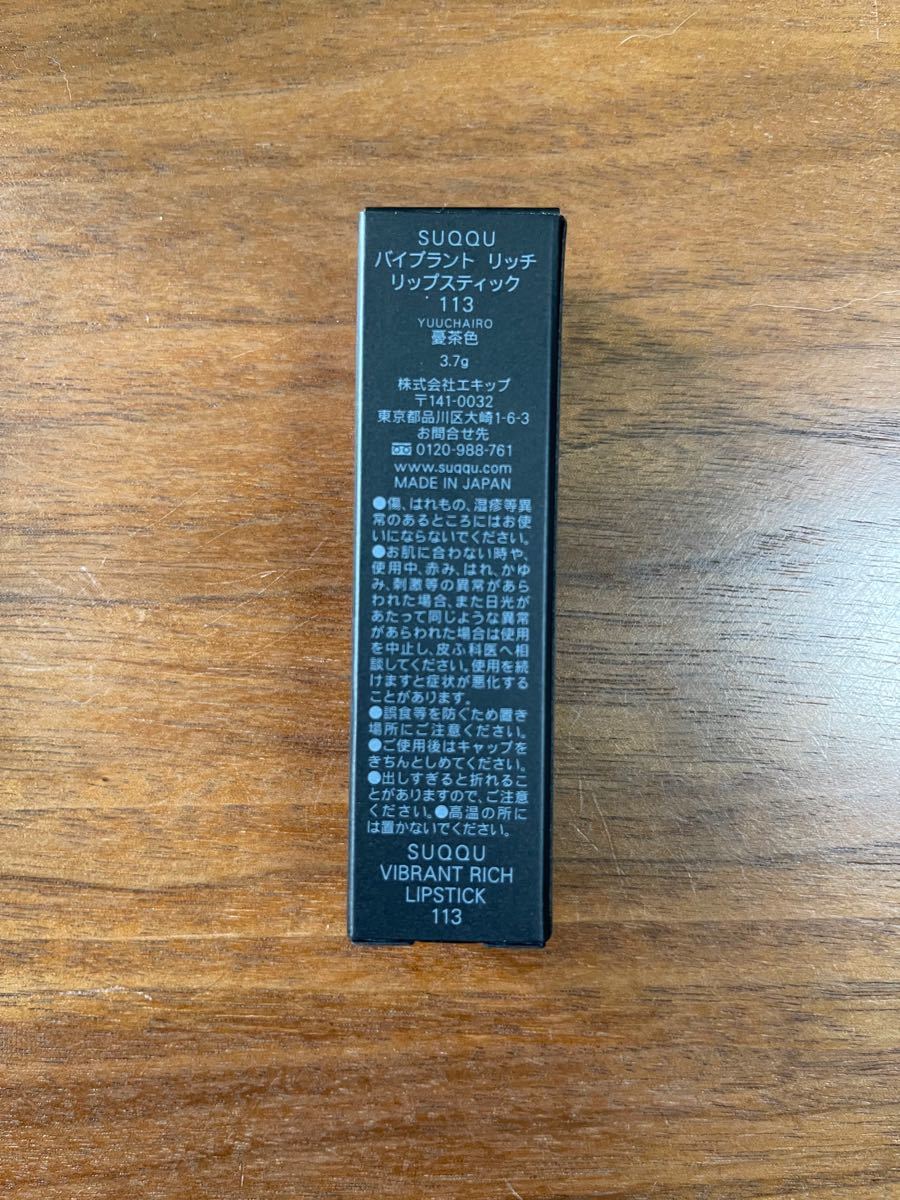 SUQQU
バイブラント リッチ
リップスティック
113
YUUCHAIRO
憂茶色
3.7g
株式会社エキップ
〒141-0032
東京都品川区大崎1-6-3
お問合せ先
0120-988-761
www.suqqu.com
MADE IN JAPAN
●傷、はれもの、湿疹等異
常のあるところにはお使
いにならないでください。
●お肌に合わない時や、
使用中、赤み、はれ、かゆ
み、刺激等の異常があら
われた場合、また日光が
あたって同じような異常
があらわれた場合は使用
を中止し、皮ふ科医へ相
談してください。使用を続
けますと症状が悪化する
ことがあります。
●誤食等を防ぐため置き
場所にご注意ください。
●ご使用後はキャップを
きちんとしめてください。
●出しすぎると折れるこ
とがありますので、ご注意
ください。●高温の所に
は置かないでください。
SUQQU
VIBRANT RICH
LIPSTICK
113